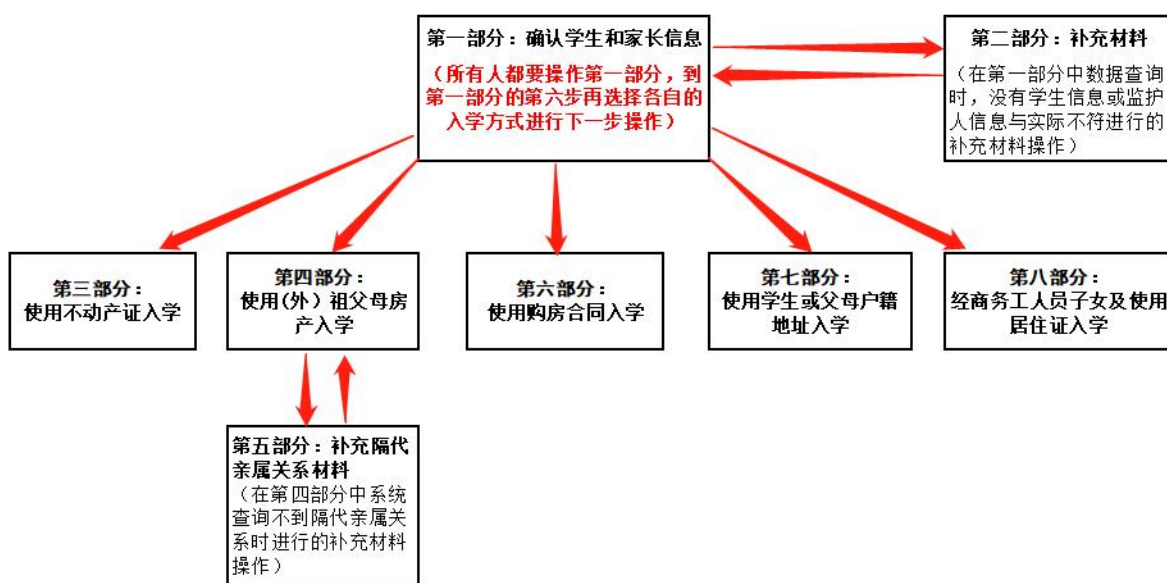 第一部分：确认学生和家长信息
（所有人都要操作第一部分，到
第一部分的第六步再选择各自的
入学方式进行下一步操作）
第二部分：补充材料
（在第一部分中数据查询
时，没有学生信息或监护
人信息与实际不符进行的
补充材料操作）
第三部分：
使用不动产证入学
第四部分：
使用(外）祖父母房
产入学
第六部分：
使用购房合同入学
第七部分：
使用学生或父母户籍
地址入学
第八部分：
经商务工人员子女及使用
居住证入学
第五部分：补充隔代
亲属关系材料
（在第四部分中系统
查询不到隔代亲属关
系时进行的补充材料
操作）